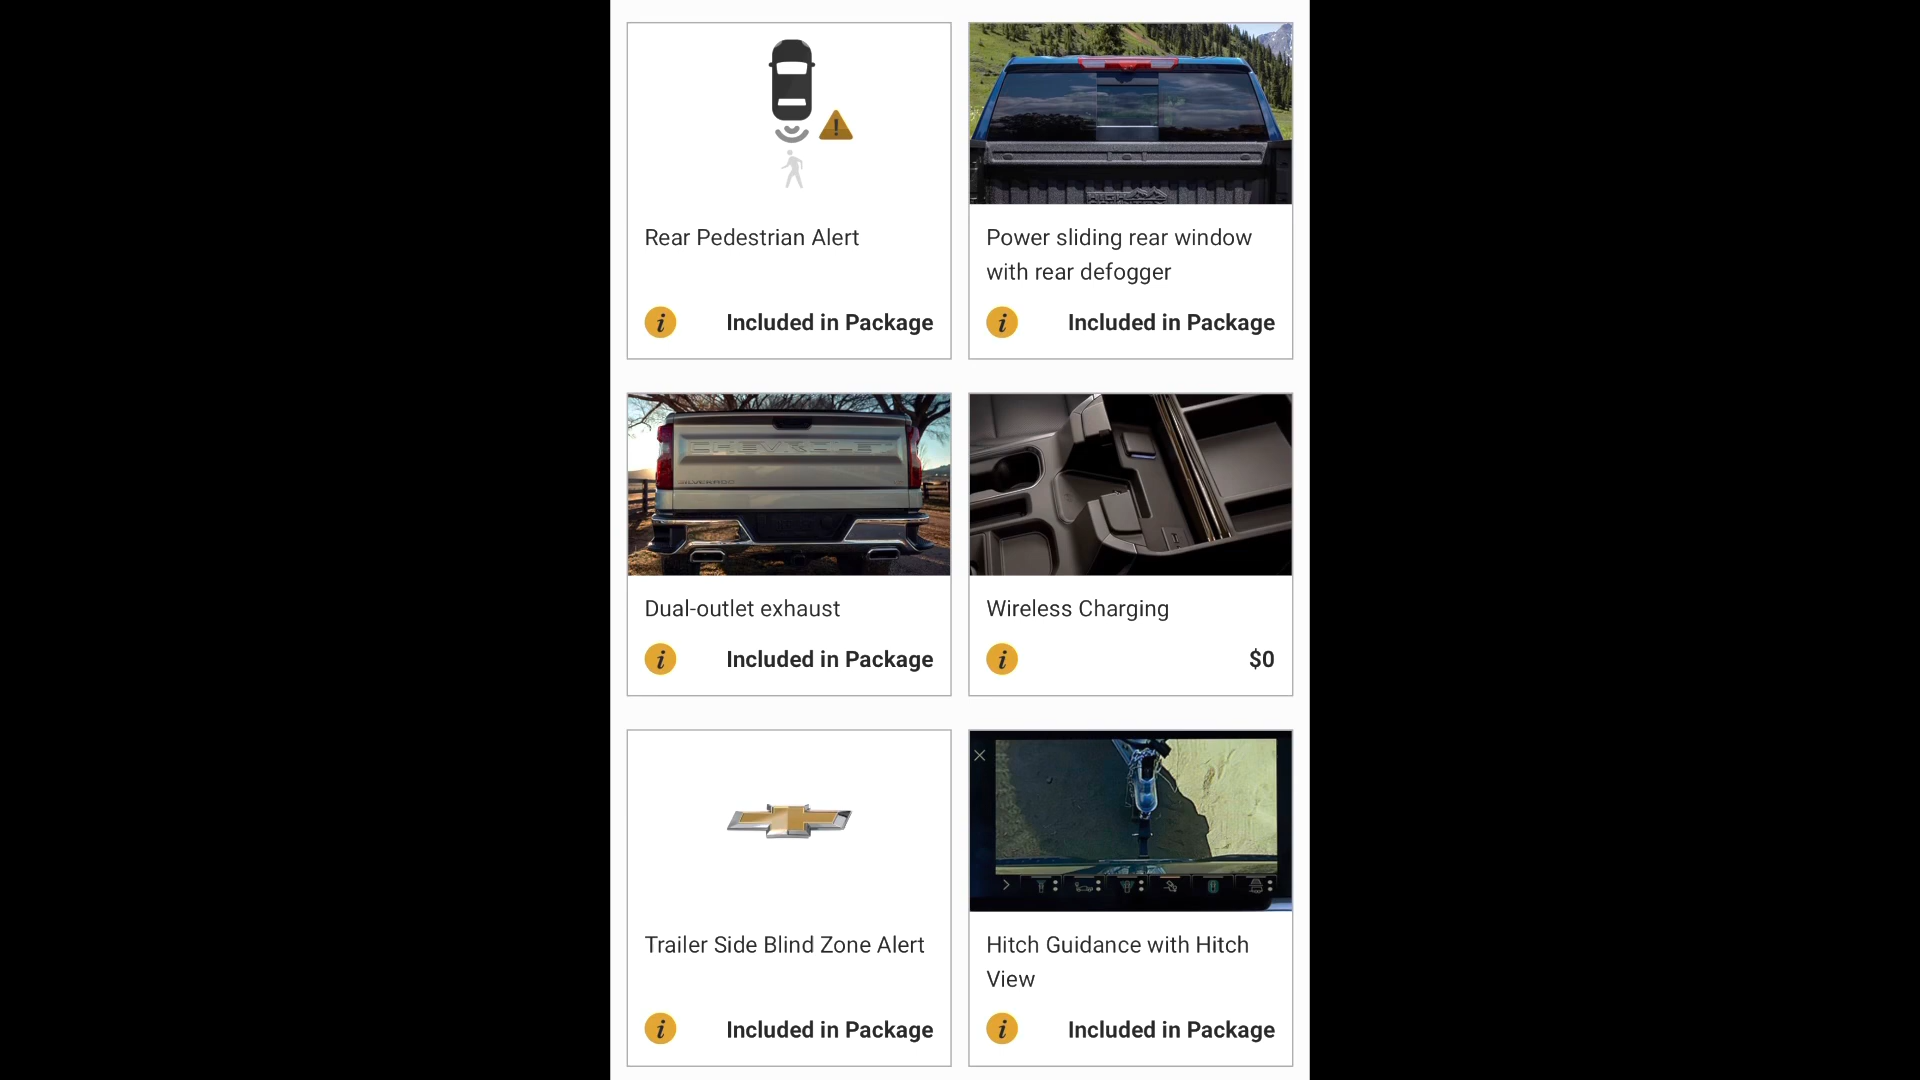 Rear Pedestrian Alert
Included in Package
Power sliding rear window
with rear defogger
Included in Package
CHEVROLET
SILVERADO
Dual-outlet exhaust
Included in Package
Wireless Charging
$0
Trailer Side Blind Zone Alert
Included in Package
Hitch Guidance with Hitch
View
Included in Package